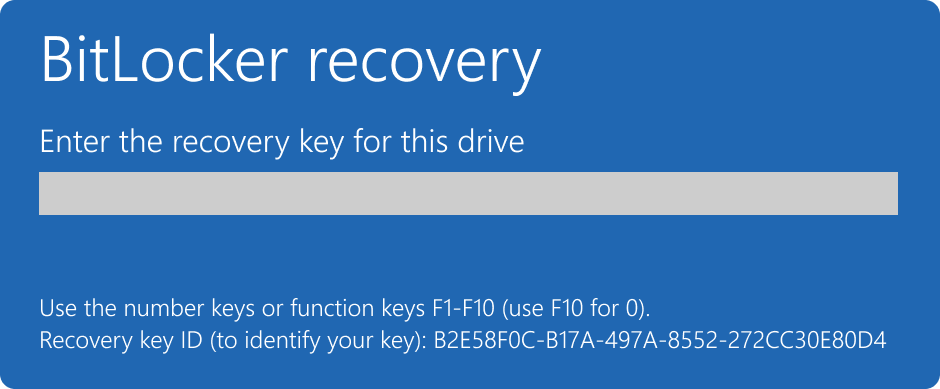 BitLocker recovery
Enter the recovery key for this drive
Use the number keys or function keys F1-F10 (use F10 for 0).
Recovery key ID (to identify your key): B2E58F0C-B17A-497A-8552-272CC30E80D4